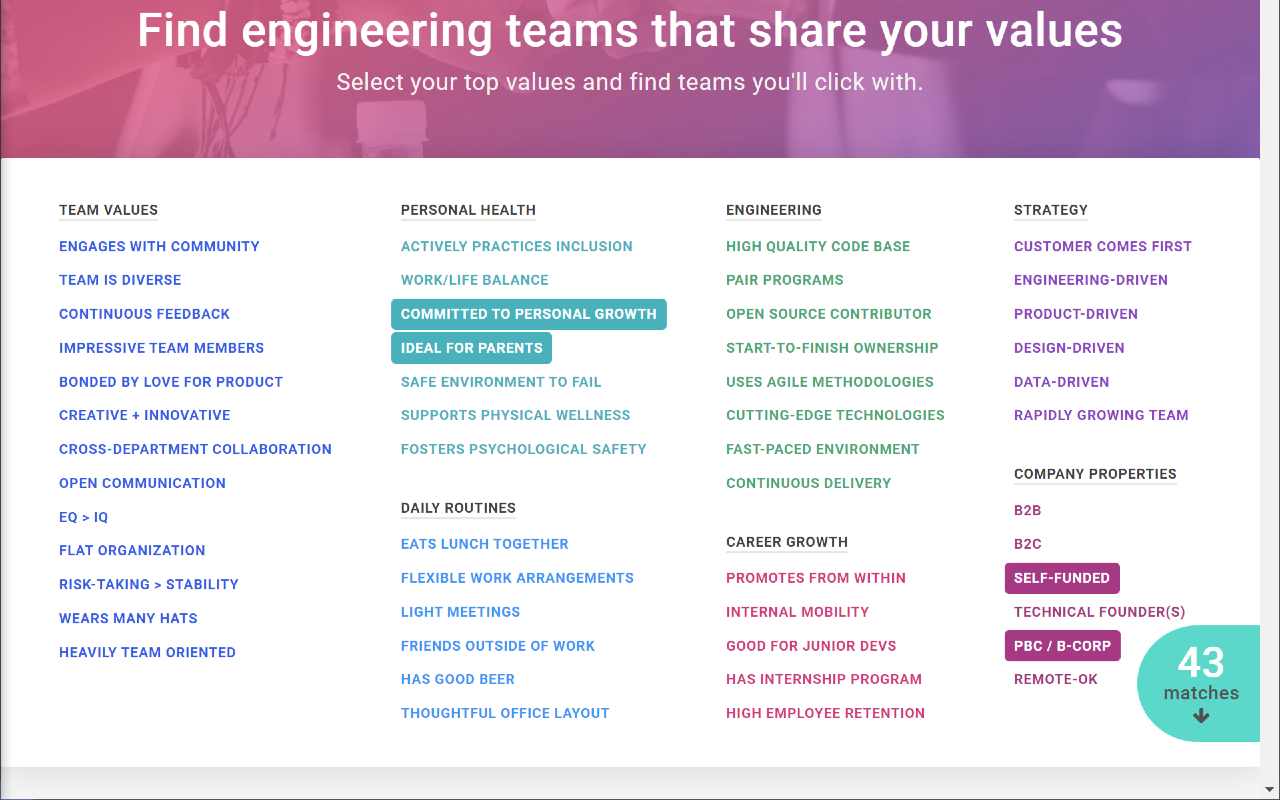 Find engineering teams that share your values
Select your top values and find teams you'll click with.
TEAM VALUES
ENGAGES WITH COMMUNITY
TEAM IS DIVERSE
CONTINUOUS FEEDBACK
IMPRESSIVE TEAM MEMBERS
BONDED BY LOVE FOR PRODUCT
CREATIVE + INNOVATIVE
CROSS-DEPARTMENT COLLABORATION
OPEN COMMUNICATION
EQ > IQ
FLAT ORGANIZATION
RISK-TAKING > STABILITY
WEARS MANY HATS
HEAVILY TEAM ORIENTED
PERSONAL HEALTH
ACTIVELY PRACTICES INCLUSION
WORK/LIFE BALANCE
COMMITTED TO PERSONAL GROWTH
IDEAL FOR PARENTS
SAFE ENVIRONMENT TO FAIL
SUPPORTS PHYSICAL WELLNESS
FOSTERS PSYCHOLOGICAL SAFETY
DAILY ROUTINES
EATS LUNCH TOGETHER
FLEXIBLE WORK ARRANGEMENTS
LIGHT MEETINGS
FRIENDS OUTSIDE OF WORK
HAS GOOD BEER
THOUGHTFUL OFFICE LAYOUT
ENGINEERING
HIGH QUALITY CODE BASE
PAIR PROGRAMS
OPEN SOURCE CONTRIBUTOR
START-TO-FINISH OWNERSHIP
USES AGILE METHODOLOGIES
CUTTING-EDGE TECHNOLOGIES
FAST-PACED ENVIRONMENT
CONTINUOUS DELIVERY
CAREER GROWTH
PROMOTES FROM WITHIN
INTERNAL MOBILITY
GOOD FOR JUNIOR DEVS
HAS INTERNSHIP PROGRAM
HIGH EMPLOYEE RETENTION
STRATEGY
CUSTOMER COMES FIRST
ENGINEERING-DRIVEN
PRODUCT-DRIVEN
DESIGN-DRIVEN
DATA-DRIVEN
RAPIDLY GROWING TEAM
COMPANY PROPERTIES
B2B
B2C
SELF-FUNDED
TECHNICAL FOUNDER(S)
PBC / B-CORP
REMOTE-OK
43
matches